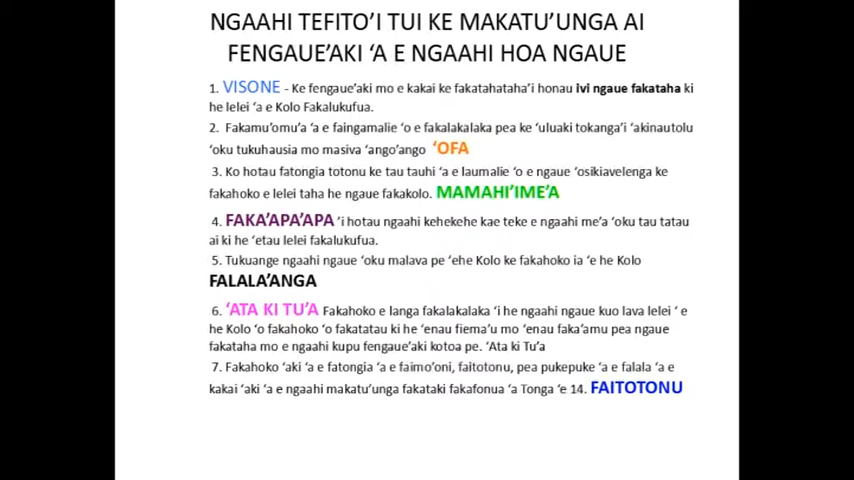 NGAAHI TEFITO’I TUI KE MAKATU’UNGA AI
FENGAUE’AKI ‘A E NGAAHI HOA NGAUE
1. VISONE - Ke fengaue’aki mo e kakai ke fakatahataha’i honau ivi ngaue fakataha ki
he lelei ‘a e Kolo Fakalukufua.
2. Fakamu’omu’a ‘a e faingamalie ‘o e fakalakalaka pea ke ‘uluaki tokanga’i ‘akinautolu
‘oku tukuhausia mo masiva ‘ango’ango ‘OFA
3. Ko hotau fatongia totonu ke tau tauhi ‘a e laumalie ‘o e ngaue ‘osikiavelenga ke
fakahoko e lelei taha he ngaue fakakolo. MAMAHI’IME’A
4. FAKA’APA’APA ‘i hotau ngaahi kehekehe kae teke e ngaahi me’a ‘oku tau tatau
ai ki he ‘etau lelei fakalukufua.
5. Tukuange ngaahi ngaue ‘oku malava pe ‘ehe Kolo ke fakahoko ia ‘e he Kolo
FALALA’ANGA
6. ‘ATA KI TU’A Fakahoko e langa fakalakalaka ‘i he ngaahi ngaue kuo lava lelei ‘ e
he Kolo ‘o fakahoko ‘o fakatatau ki he ‘enau fiema’u mo ‘enau faka’amu pea ngaue
fakataha mo e ngaahi kupu fengaue’aki kotoa pe. ‘Ata ki Tu’a
7. Fakahoko ‘aki ‘a e fatongia ‘a e faimo’oni, faitotonu, pea pukepuke ‘a e falala ‘a e
kakai ‘aki ‘a e ngaahi makatu’unga fakataki fakafonua ‘a Tonga ‘e 14. FAITOTONU